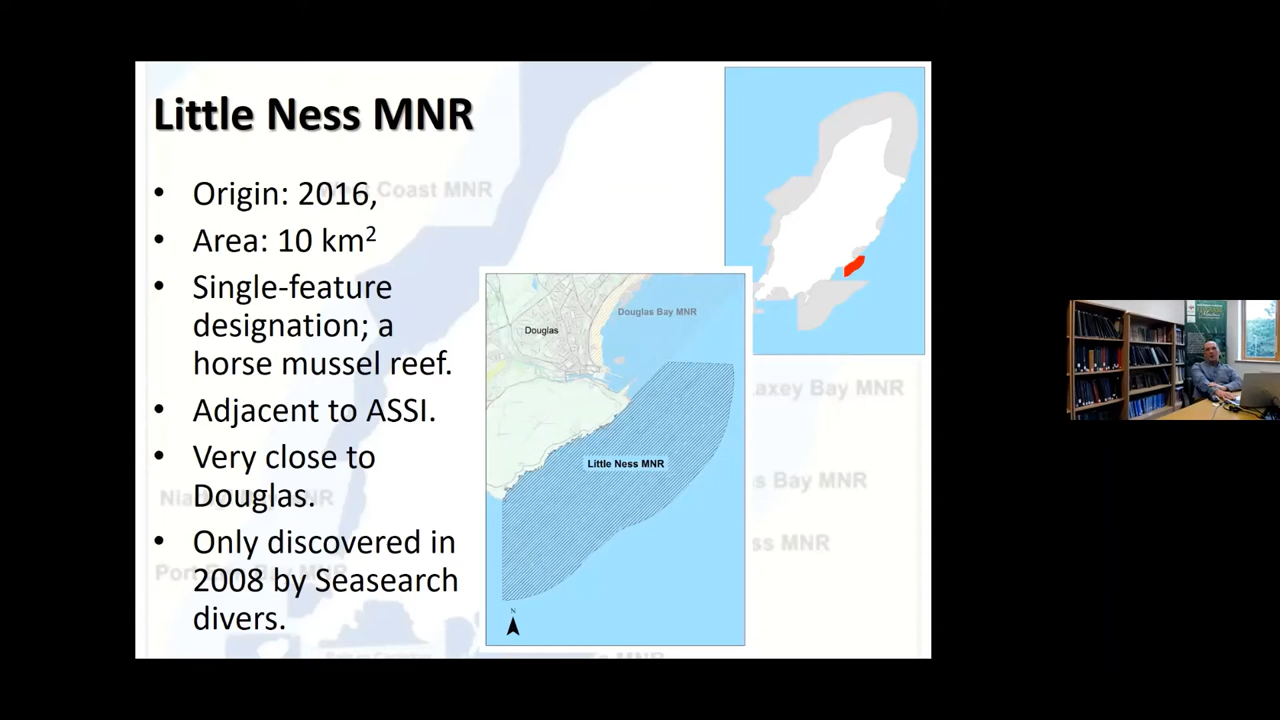 Little Ness MNR
• Origin: 2016,
• Area: 10 km²
• Single-feature
designation; a
horse mussel reef.
• Adjacent to ASSI.
• Very close to
Douglas.
• Only discovered in
2008 by Seasearch
divers.
Coast MNR
Douglas Bay MNR
Douglas
Little Ness MNR
N
axey Bay MNR
s Bay MNR
ss MNR